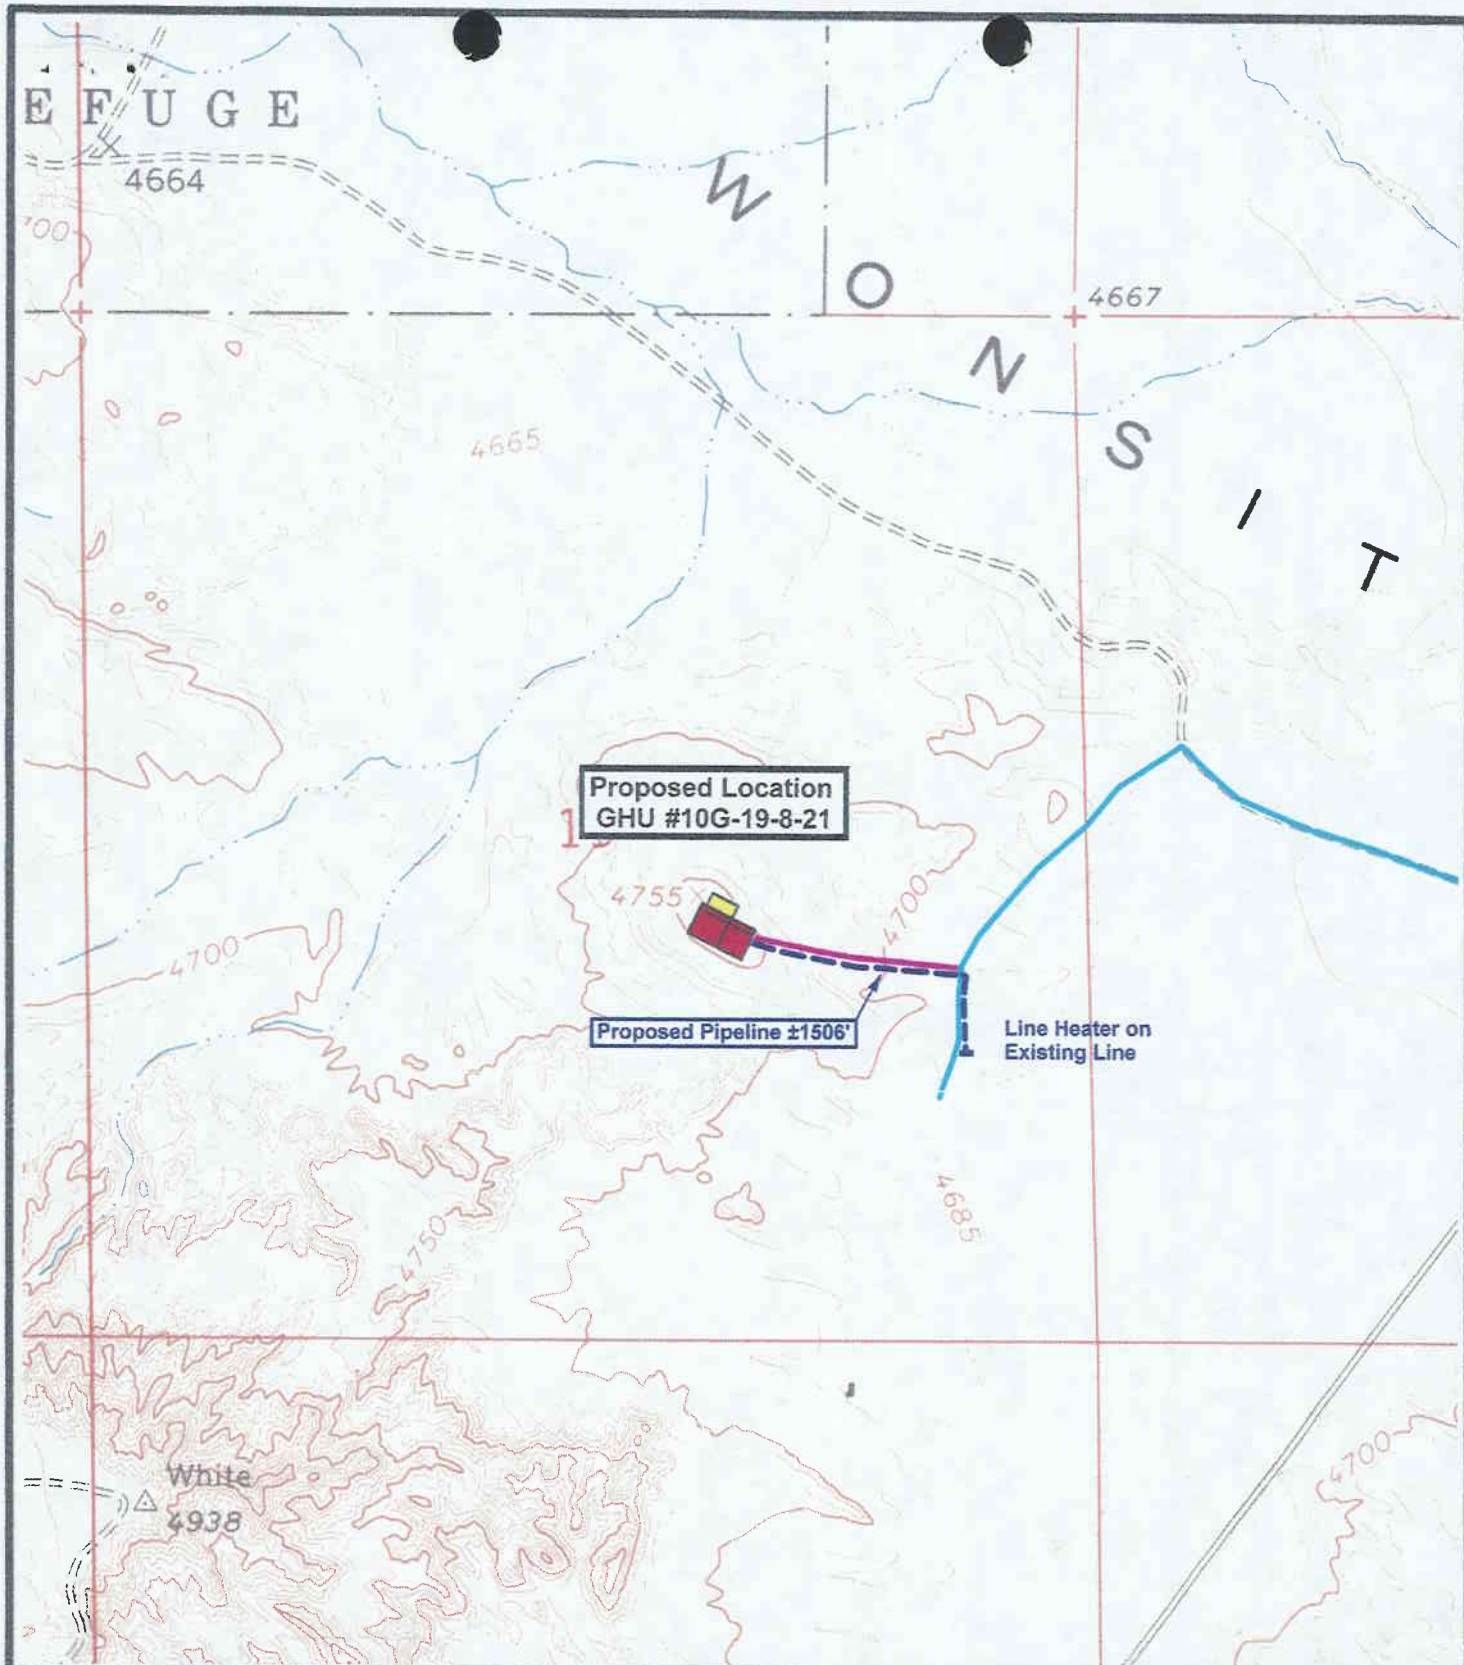 EFUGE
4664
W
O
N
S
I
T
4667
4665
Proposed Location
GHU #10G-19-8-21
4755
4700
4700
Proposed Pipeline ±1506'
Line Heater on
Existing Line
4685
4750
4700
White
4938